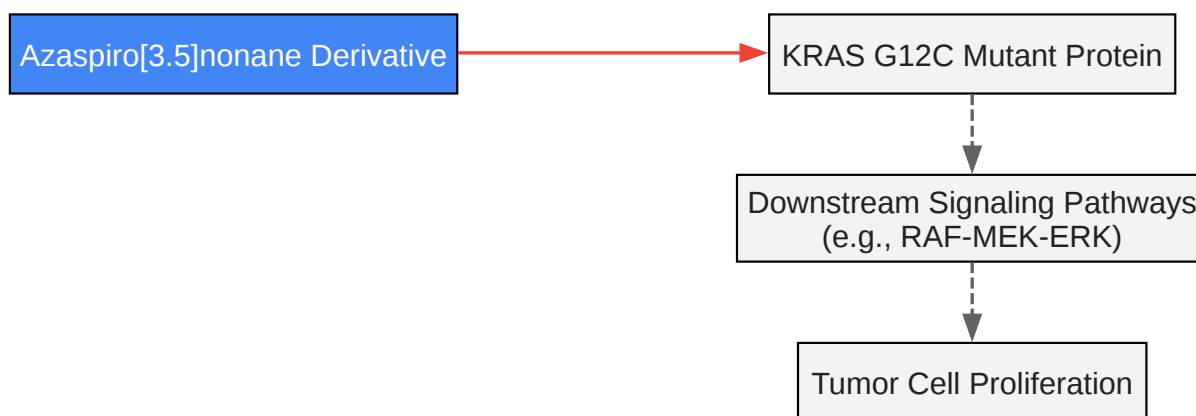 Azaspiro[3.5]nonane Derivative
KRAS G12C Mutant Protein
Downstream Signaling Pathways
(e.g., RAF-MEK-ERK)
Tumor Cell Proliferation